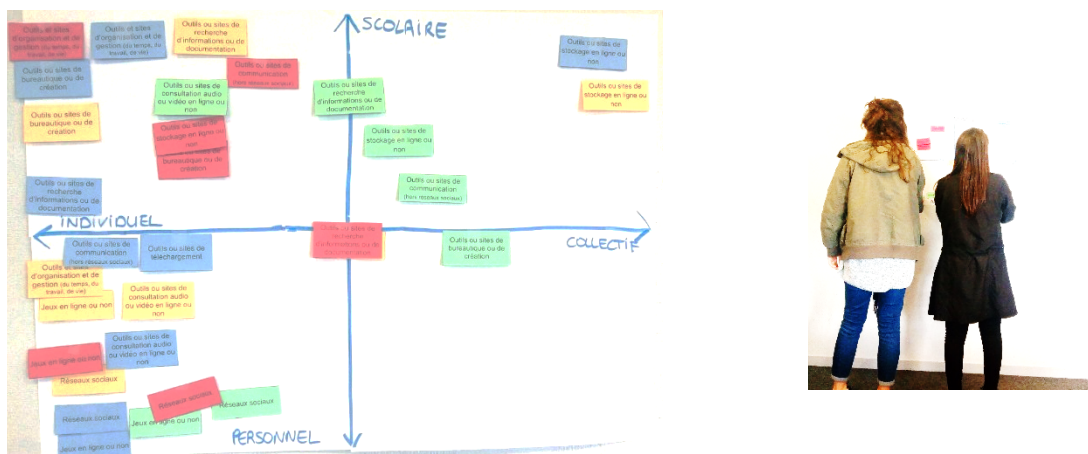 SCOLAIRE
Outils et sites
d'organisation et de
gestion (du temps, du
travail, de vie)
Outils et sites
d'organisation et de
gestion (du temps, du
travail, de vie)
Outils ou sites de
recherche
d'informations ou de
documentation
Outils ou sites de
stockage en ligne ou
non
Outils ou sites de
bureautique ou de
création
Outils ou sites de
communication
(hors réseaux sociaux)
Outils ou sites de
consultation audio
ou vidéo en ligne ou
non
Outils ou sites de
recherche
d'informations ou de
documentation
Outils ou sites de
stockage en ligne ou
non
Outils ou sites de
bureautique ou de
création
Outils ou sites de
stockage en ligne ou
non
bureautique ou de
création
Outils ou sites de
stockage en ligne ou
non
Outils ou sites de
recherche
d'informations ou de
documentation
Outils ou sites de
communication
(hors réseaux sociaux)
INDIVIDUEL
COLLECTIF
Outils ou sites de
recherche
d'informations ou de
documentation
Outils ou sites de
bureautique ou de
création
Outils ou sites de
communication
(hors réseaux sociaux)
Outils ou sites de
téléchargement
Outils et sites
d'organisation et de
gestion (du temps, du
travail, de vie)
Jeux en ligne ou non
Outils ou sites de
consultation audio
ou vidéo en ligne ou
non
Outils ou sites de
consultation audio
ou vidéo en ligne ou
non
Jeux en ligne ou non
Réseaux sociaux
Réseaux sociaux
Réseaux sociaux
Réseaux sociaux
Jeux en ligne ou non
Jeux en ligne ou non
PERSONNEL